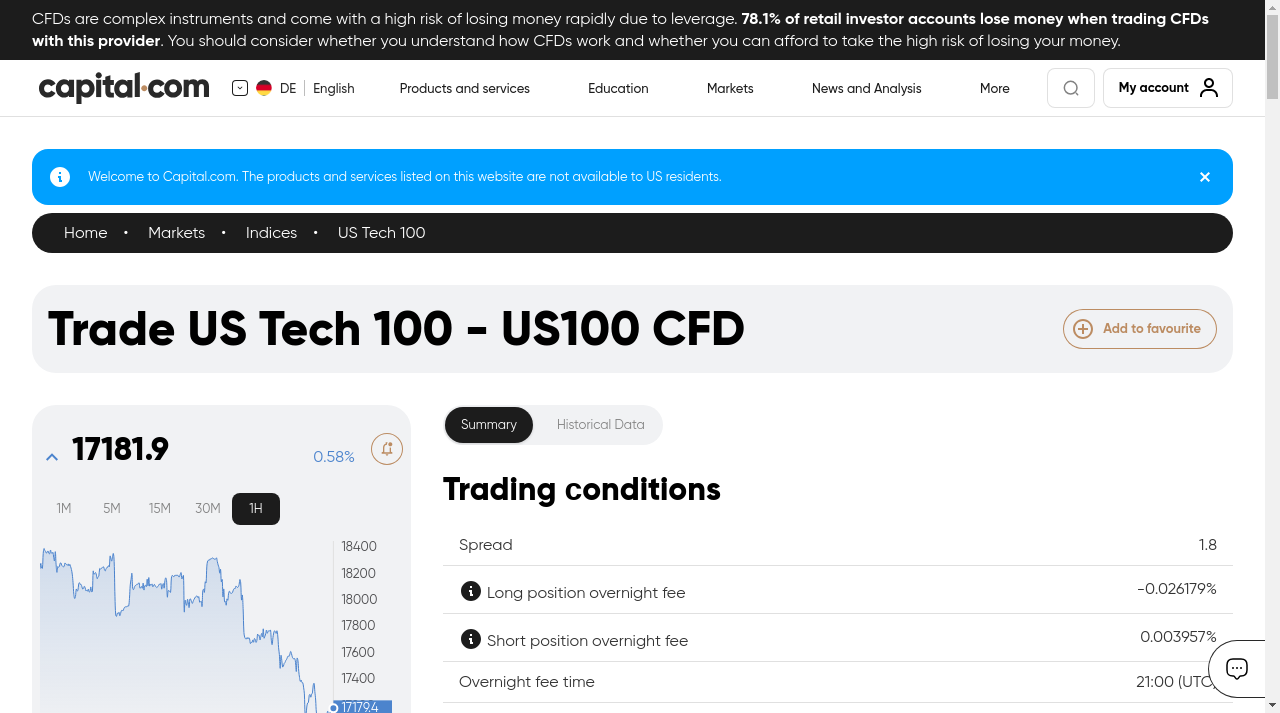 CFDs are complex instruments and come with a high risk of losing money rapidly due to leverage. 78.1% of retail investor accounts lose money when trading CFDs
with this provider. You should consider whether you understand how CFDs work and whether you can afford to take the high risk of losing your money.
capital.com
DE
English
Products and services
Education
Markets
News and Analysis
More
My account
Welcome to Capital.com. The products and services listed on this website are not available to US residents.
Home • Markets • Indices • US Tech 100
Trade US Tech 100 - US100 CFD
Add to favourite
17181.9
0.58%
1M
5M
15M
30M
1H
18400
18200
18000
17800
17600
17400
17179.4
Summary
Historical Data
Trading conditions
Spread
1.8
Long position overnight fee
-0.026179%
Short position overnight fee
0.003957%
Overnight fee time
21:00 (UTC)